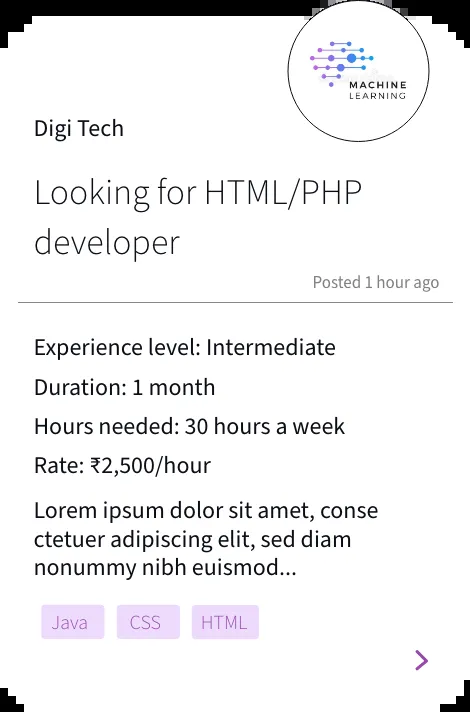 MACHINE
LEARNING
Digi Tech
Looking for HTML/PHP
developer
Posted 1 hour ago
Experience level: Intermediate
Duration: 1 month
Hours needed: 30 hours a week
Rate: ₹2,500/hour
Lorem ipsum dolor sit amet, conse
ctetuer adipiscing elit, sed diam
nonummy nibh euismod...
Java CSS HTML